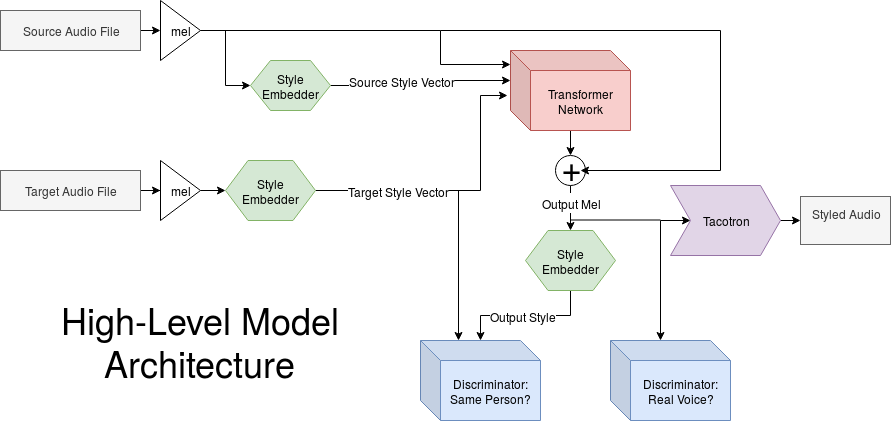 Source Audio File
mel
Style
Embedder
Source Style Vector
Transformer
Network
Target Audio File
mel
Style
Embedder
Target Style Vector
+
Output Mel
Tacotron
Styled Audio
Style
Embedder
Output Style
High-Level Model
Architecture
Discriminator:
Same Person?
Discriminator:
Real Voice?